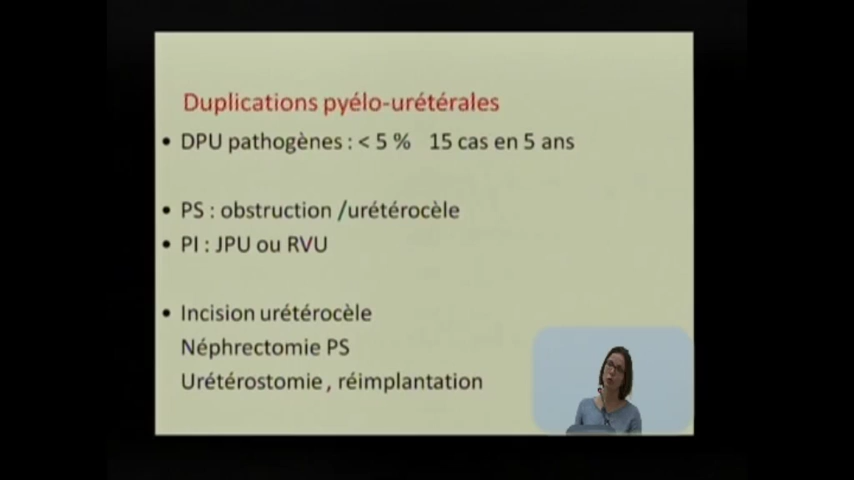 Duplications pyélo-urétérales
• DPU pathogènes : < 5 % 15 cas en 5 ans
• PS : obstruction /urétérocèle
• PI : JPU ou RVU
• Incision urétérocèle
Néphrectomie PS
Urétérostomie , réimplantation